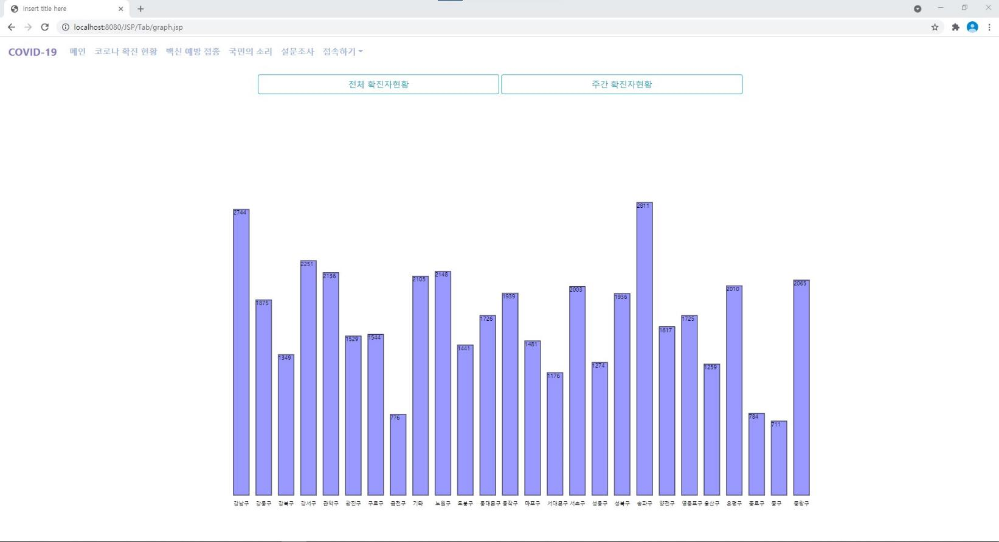 Insert title here
localhost:8080/JSP/Tab/graph.jsp
COVID-19 메인 코로나 확진 현황 백신 예방 접종 국민의 소리 설문조사 접속하기
전체 확진자현황 주간 확진자현황
2744 1875 1349 2251 2136 1529 1544 776 2103 2148 1441 1726 1939 1481 1176 2003 1274 1936 2811 1617 1725 1259 2010 784 711 2065
강남구 강동구 강북구 강서구 관악구 광진구 구로구 금천구 기타 노원구 도봉구 동대문구 동작구 마포구 서대문구 서초구 성동구 성북구 송파구 양천구 영등포구 용산구 은평구 종로구 중구 중랑구